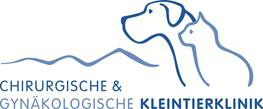 CHIRURGISCHE &
GYNÄKOLOGISCHE KLEINTIERKLINIK